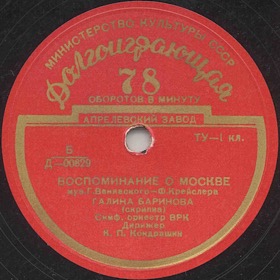 МИНИСТЕРСТВО КУЛЬТУРЫ СССР
Долгоиграющая
78
ОБОРОТОВ В МИНУТУ
АПРЕЛЕВСКИЙ ЗАВОД
ТУ—I кл.
Б
Д—00820
ВОСПОМИНАНИЕ О МОСКВЕ
муз. Г. Венявского—Ф. Крейслера
ГАЛИНА БАРИНОВА
(скрипка)
Симф. оркестр ВРК
Дирижер
К. П. Кондрашин